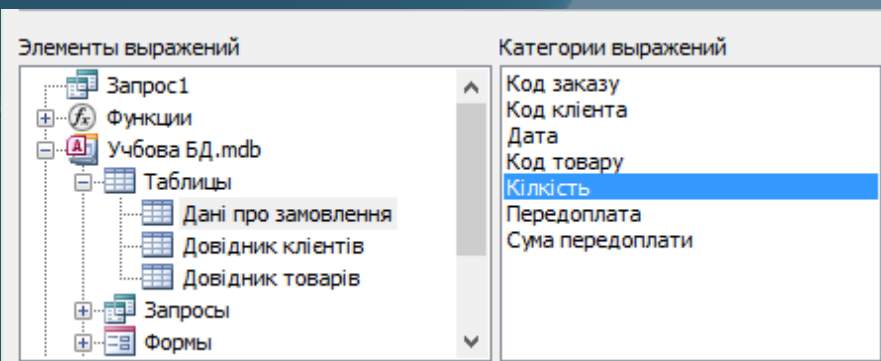 Элементы выражений
Запрос1
Функции
Учбова БД.mdb
Таблицы
Дані про замовлення
Довідник клієнтів
Довідник товарів
Запросы
Формы
Категории выражений
Код заказу
Код клієнта
Дата
Код товару
Кілкість
Передоплата
Сума передоплати